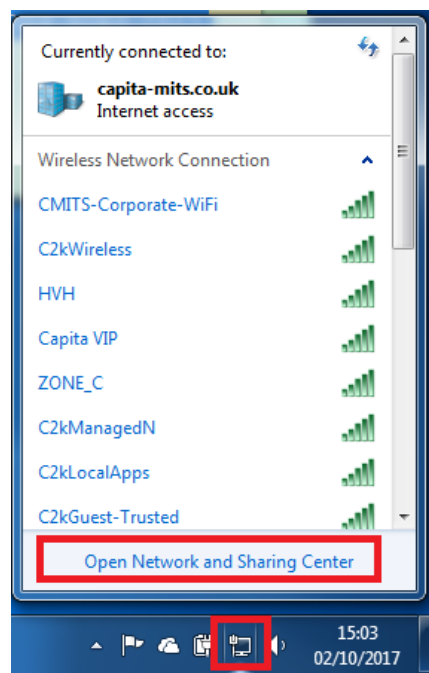 Currently connected to:
capita-mits.co.uk
Internet access
Wireless Network Connection
CMITS-Corporate-WiFi
C2kWireless
HVH
Capita VIP
ZONE_C
C2kManagedN
C2kLocalApps
C2kGuest-Trusted
Open Network and Sharing Center
15:03
02/10/2017